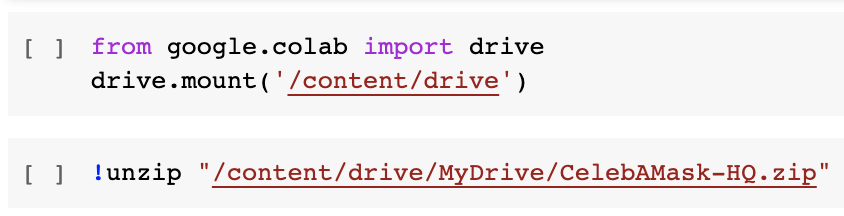 [ ] from google.colab import drive
drive.mount('/content/drive')
[ ] !unzip "/content/drive/MyDrive/CelebAMask-HQ.zip"